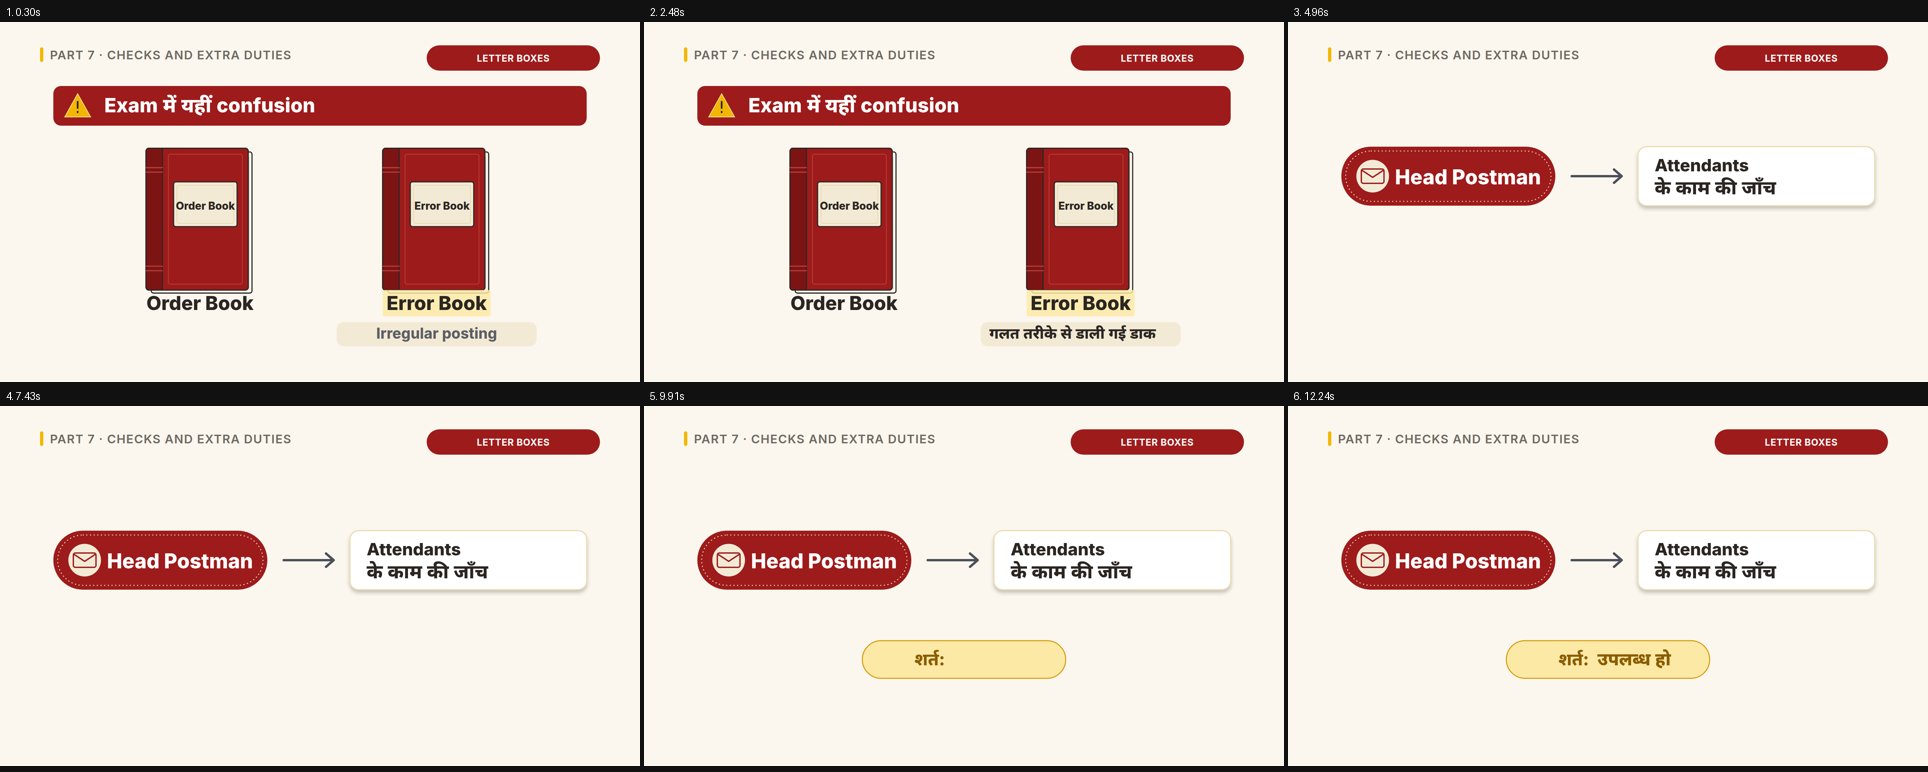 1. 0.30s
PART 7 · CHECKS AND EXTRA DUTIES
LETTER BOXES
Exam में यहीं confusion
Order Book
Error Book
Order Book
Error Book
Irregular posting
2. 2.48s
PART 7 · CHECKS AND EXTRA DUTIES
LETTER BOXES
Exam में यहीं confusion
Order Book
Error Book
Order Book
Error Book
गलत तरीके से डाली गई डाक
3. 4.96s
PART 7 · CHECKS AND EXTRA DUTIES
LETTER BOXES
Head Postman
Attendants
के काम की जाँच
4. 7.43s
PART 7 · CHECKS AND EXTRA DUTIES
LETTER BOXES
Head Postman
Attendants
के काम की जाँच
5. 9.91s
PART 7 · CHECKS AND EXTRA DUTIES
LETTER BOXES
Head Postman
Attendants
के काम की जाँच
शर्त:
6. 12.24s
PART 7 · CHECKS AND EXTRA DUTIES
LETTER BOXES
Head Postman
Attendants
के काम की जाँच
शर्त: उपलब्ध हो